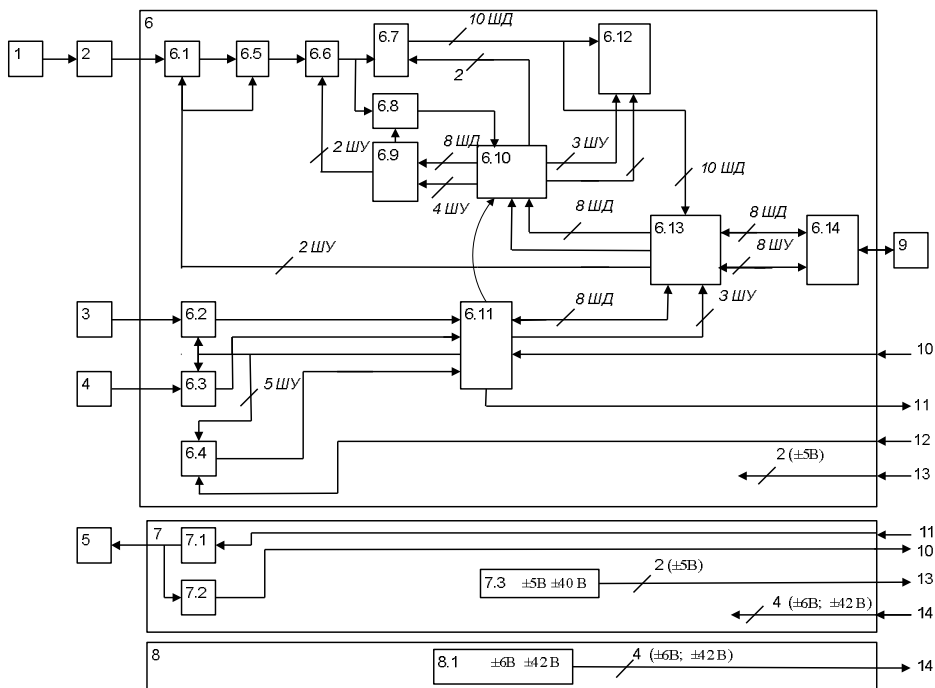 6
10 ШД
6.7
6.12
1
2
6.1
6.5
6.6
2
6.8
2 ШУ
6.9
8 ШД
6.10
3 ШУ
4 ШУ
10 ШД
8 ШД
6.13
8 ШД
6.14
8 ШУ
9
2 ШУ
3 ШУ
8 ШД
3
6.2
6.11
10
4
6.3
5 ШУ
11
6.4
12
2 (±5В)
13
5
7
7.1
11
10
7.2
7.3 ±5В ±40 В
2 (±5В)
13
4 (±6В; ±42В)
14
8
8.1 ±6В ±42 В
4 (±6В; ±42В)
14